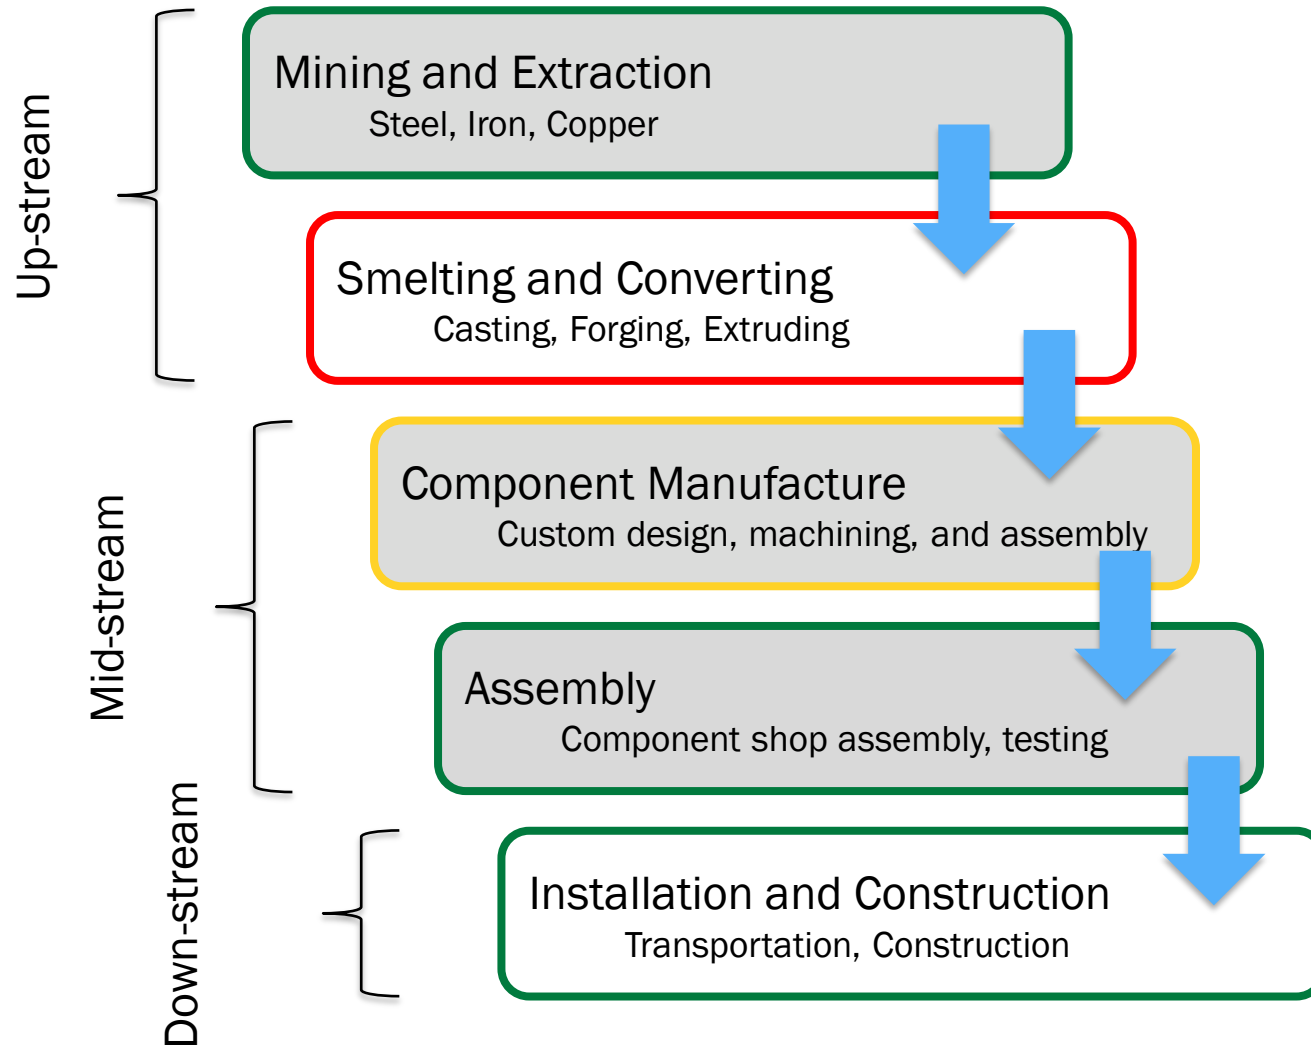 Up-stream
Mining and Extraction
Steel, Iron, Copper
Smelting and Converting
Casting, Forging, Extruding
Mid-stream
Component Manufacture
Custom design, machining, and assembly
Assembly
Component shop assembly, testing
Down-stream
Installation and Construction
Transportation, Construction